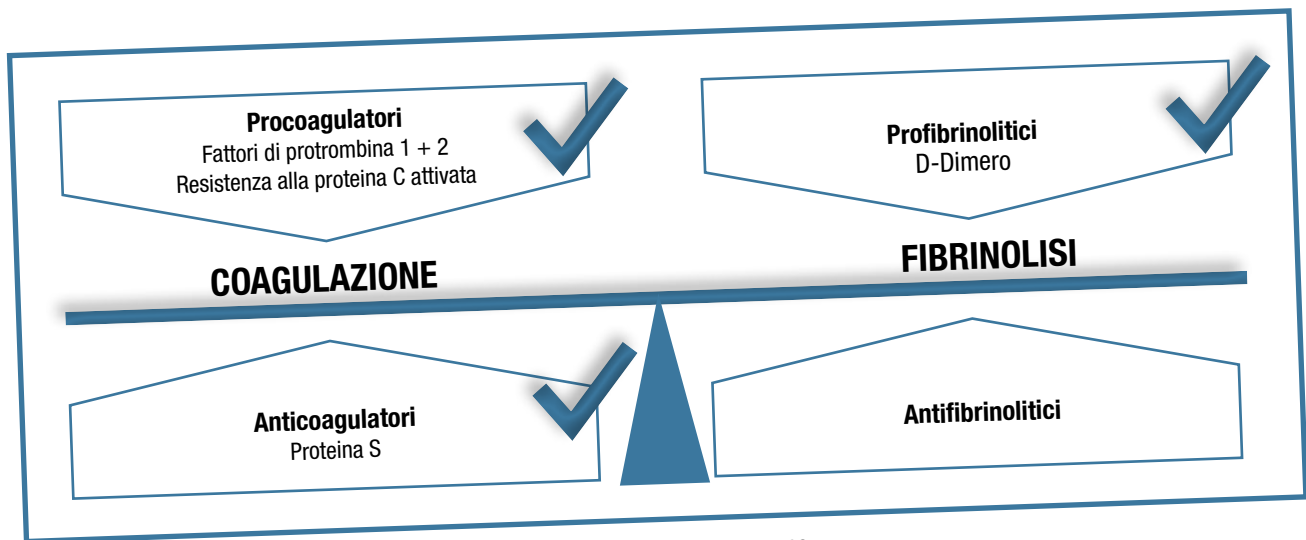 Procoagulatori
Fattori di protrombina 1 + 2
Resistenza alla proteina C attivata
Profibrinolitici
D-Dimero
COAGULAZIONE
FIBRINOLISI
Anticoagulatori
Proteina S
Antifibrinolitici